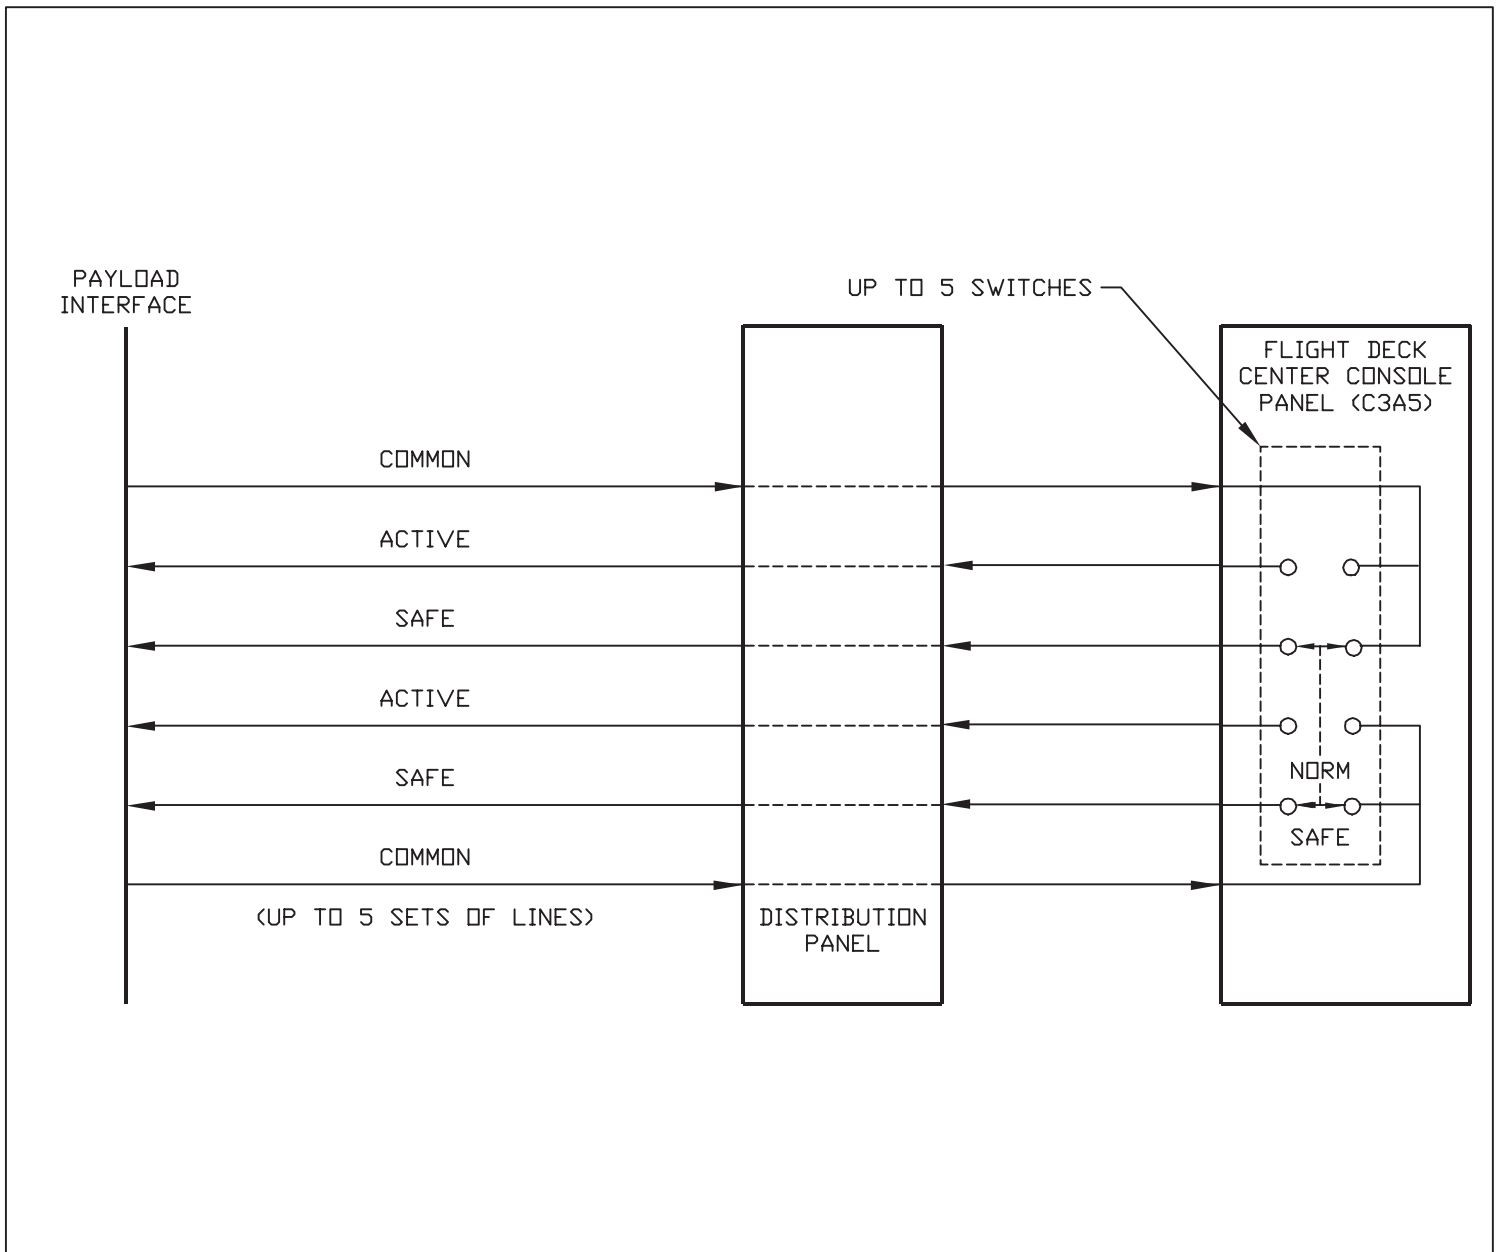 PAYLOAD
INTERFACE
UP TO 5 SWITCHES
FLIGHT DECK
CENTER CONSOLE
PANEL (C3A5)
COMMON
ACTIVE
SAFE
ACTIVE
SAFE
COMMON
(UP TO 5 SETS OF LINES)
DISTRIBUTION
PANEL
NORM
SAFE